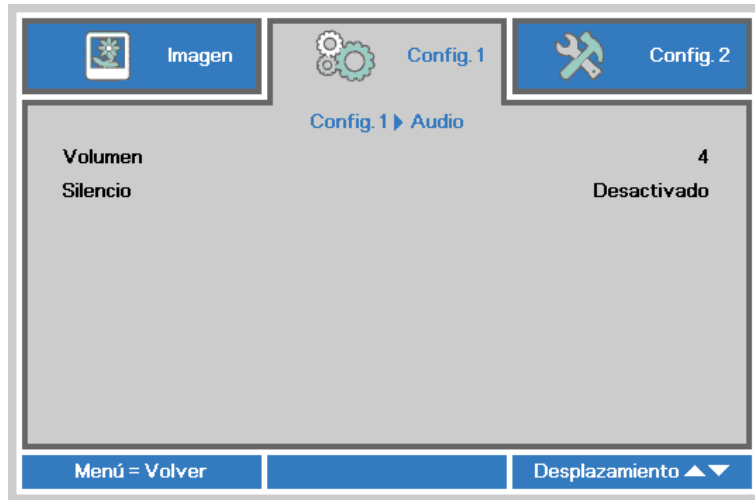 Imagen
Config. 1
Config. 2
Config. 1 Audio
Volumen 4
Silencio Desactivado
Menú = Volver
Desplazamiento